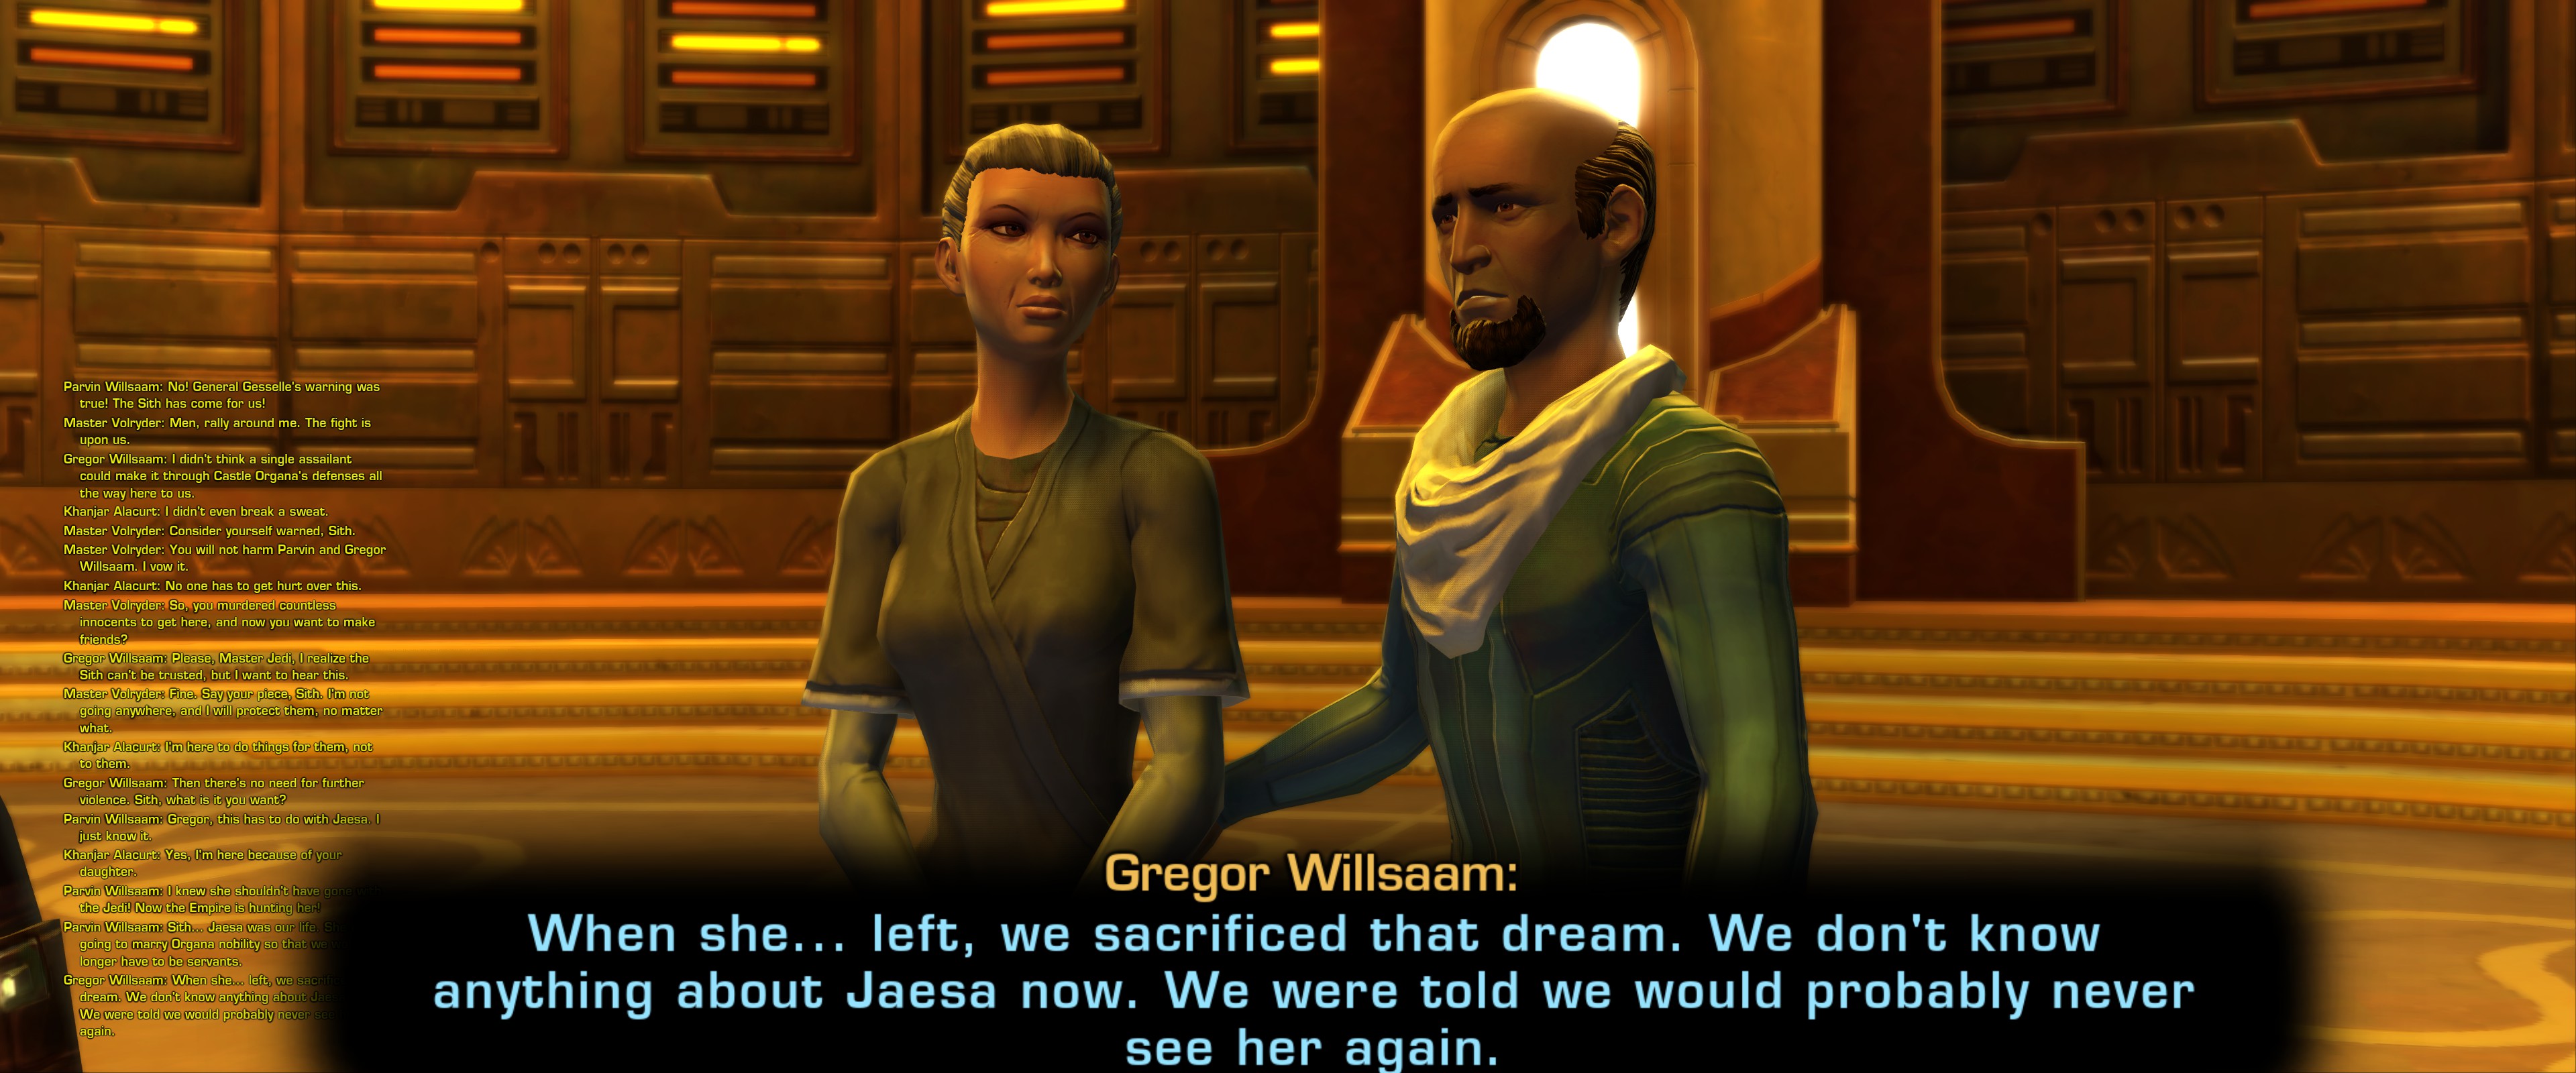 Parvin Willsaam: No! General Gesselle's warning was
true! The Sith has come for us!
Master Volryder: Men, rally around me. The fight is
upon us.
Gregor Willsaam: I didn't think a single assailant
could make it through Castle Organa's defenses all
the way here to us.
Khanjar Alacurt: I didn't even break a sweat.
Master Volryder: Consider yourself warned, Sith.
Master Volryder: You will not harm Parvin and Gregor
Willsaam. I vow it.
Khanjar Alacurt: No one has to get hurt over this.
Master Volryder: So, you murdered countless
innocents to get here, and now you want to make
friends?
Gregor Willsaam: Please, Master Jedi, I realize the
Sith can't be trusted, but I want to hear this.
Master Volryder: Fine. Say your piece, Sith. I'm not
going anywhere, and I will protect them, no matter
what.
Khanjar Alacurt: I'm here to do things for them, not
to them.
Gregor Willsaam: Then there's no need for further
violence. Sith, what is it you want?
Parvin Willsaam: Gregor, this has to do with Jaesa. I
just know it.
Khanjar Alacurt: Yes, I'm here because of your
daughter.
Parvin Willsaam: I knew she shouldn't have gone
the Jedi! Now the Empire is hunting her!
Parvin Willsaam: Sith... Jaesa was our life.
going to marry Organa nobility so that we
longer have to be servants.
Gregor Willsaam: When she... left, we
dream. We don't know anything about
We were told we would probably never see
again.
Gregor Willsaam:
When she... left, we sacrificed that dream. We don't know
anything about Jaesa now. We were told we would probably never
see her again.